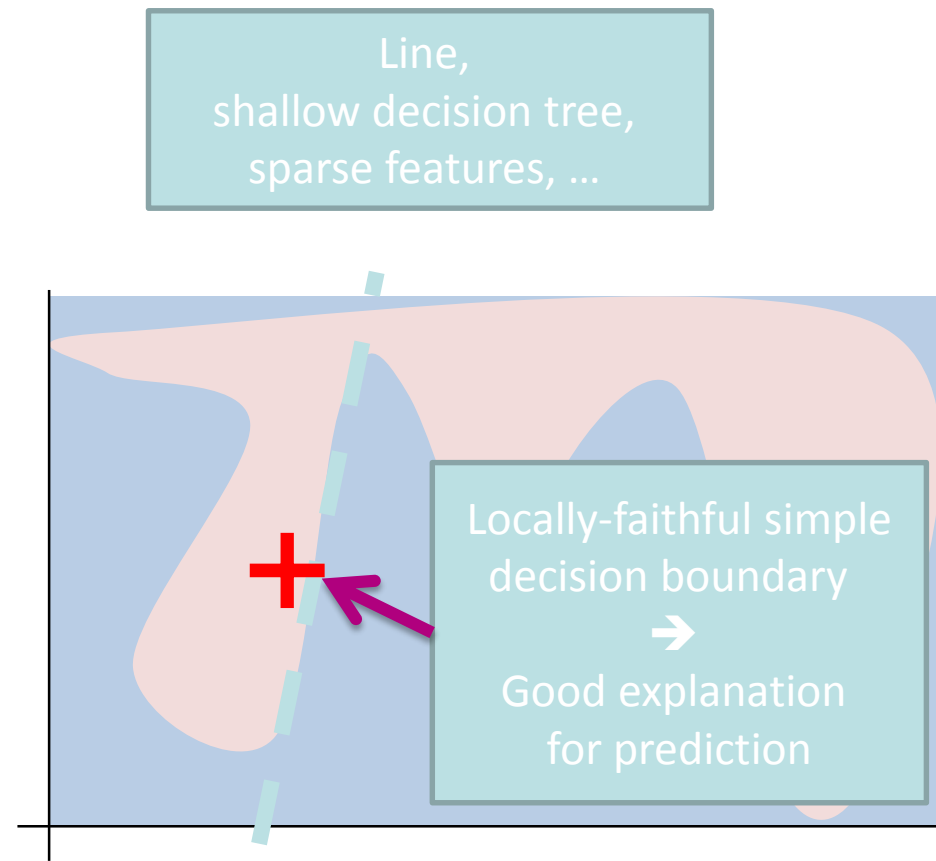 Line,
shallow decision tree,
sparse features, …
Locally-faithful simple
decision boundary
➔
Good explanation
for prediction